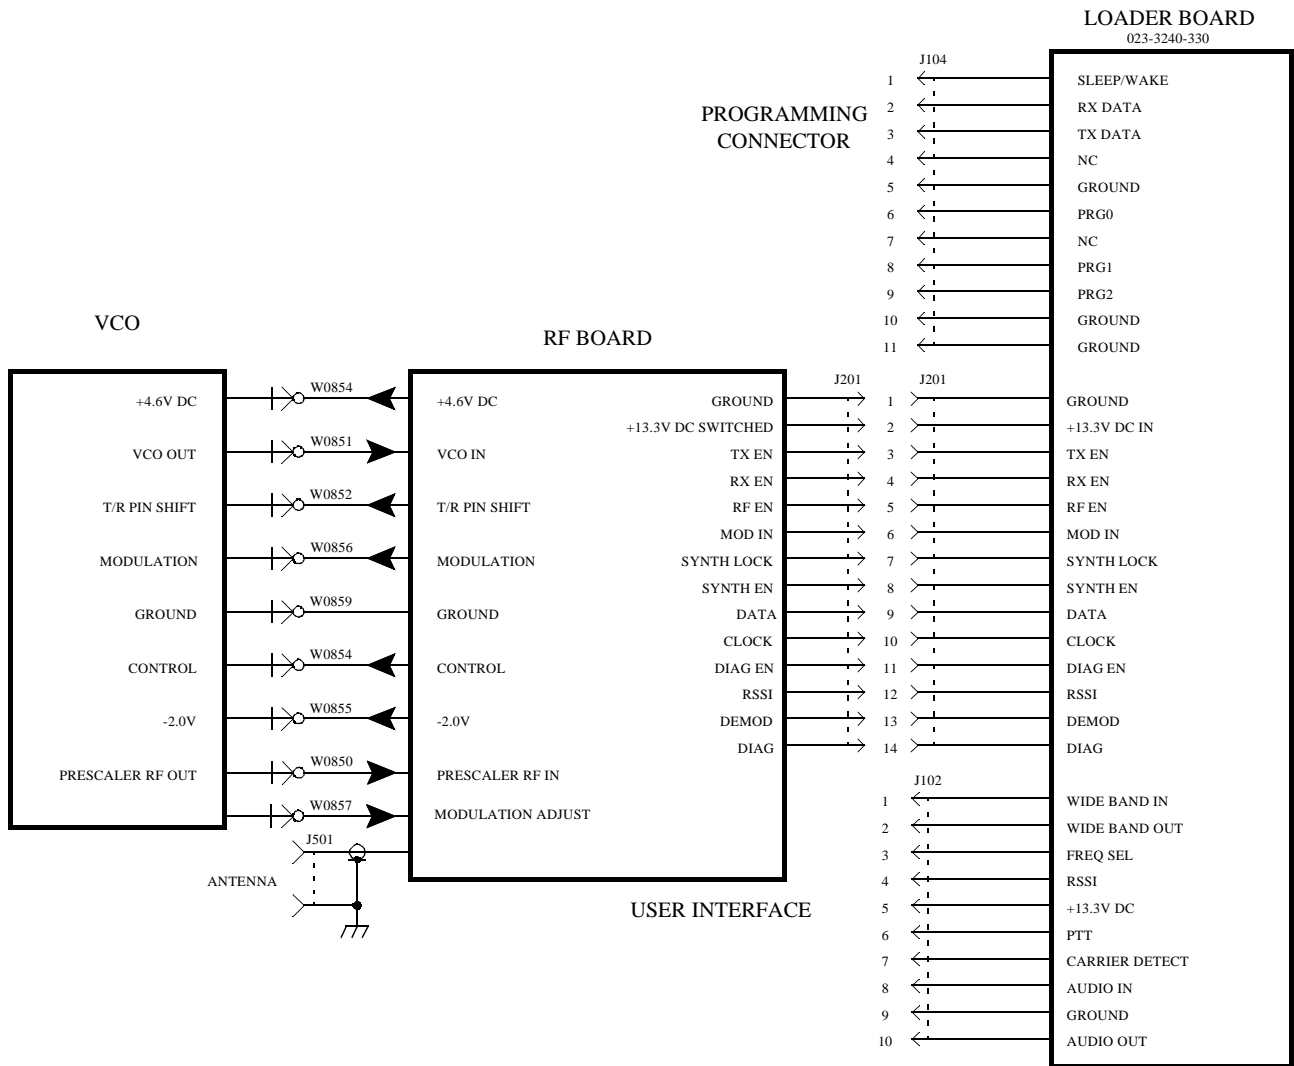 LOADER BOARD
023-3240-330
J104
PROGRAMMING
CONNECTOR
1 SLEEP/WAKE
2 RX DATA
3 TX DATA
4 NC
5 GROUND
6 PRG0
7 NC
8 PRG1
9 PRG2
10 GROUND
11 GROUND
VCO
RF BOARD
J201 J201
+4.6V DC W0854 +4.6V DC
VCO OUT W0851 VCO IN
T/R PIN SHIFT W0852 T/R PIN SHIFT
MODULATION W0856 MODULATION
GROUND W0859 GROUND
CONTROL W0854 CONTROL
-2.0V W0855 -2.0V
PRESCALER RF OUT W0850 PRESCALER RF IN
W0857 MODULATION ADJUST
J501
ANTENNA
GROUND 1 GROUND
+13.3V DC SWITCHED 2 +13.3V DC IN
TX EN 3 TX EN
RX EN 4 RX EN
RF EN 5 RF EN
MOD IN 6 MOD IN
SYNTH LOCK 7 SYNTH LOCK
SYNTH EN 8 SYNTH EN
DATA 9 DATA
CLOCK 10 CLOCK
DIAG EN 11 DIAG EN
RSSI 12 RSSI
DEMOD 13 DEMOD
DIAG 14 DIAG
USER INTERFACE
J102
1 WIDE BAND IN
2 WIDE BAND OUT
3 FREQ SEL
4 RSSI
5 +13.3V DC
6 PTT
7 CARRIER DETECT
8 AUDIO IN
9 GROUND
10 AUDIO OUT